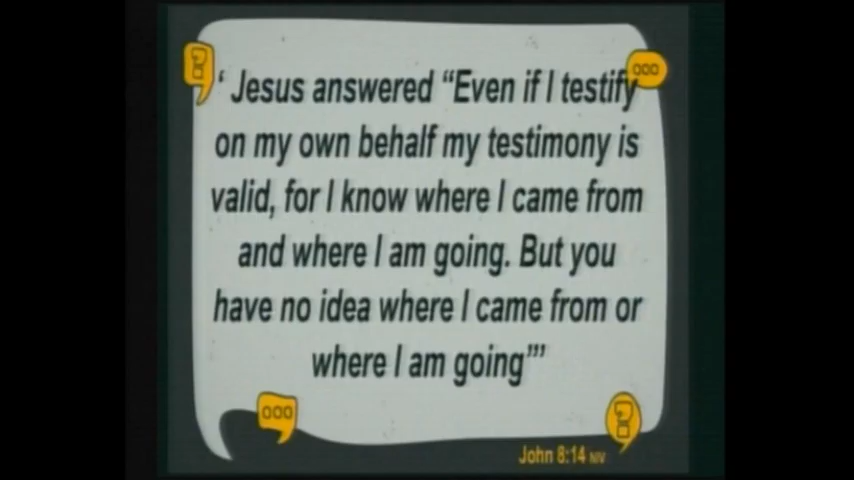 ‘ Jesus answered “Even if I testify
on my own behalf my testimony is
valid, for I know where I came from
and where I am going. But you
have no idea where I came from or
where I am going”’
John 8:14 NIV